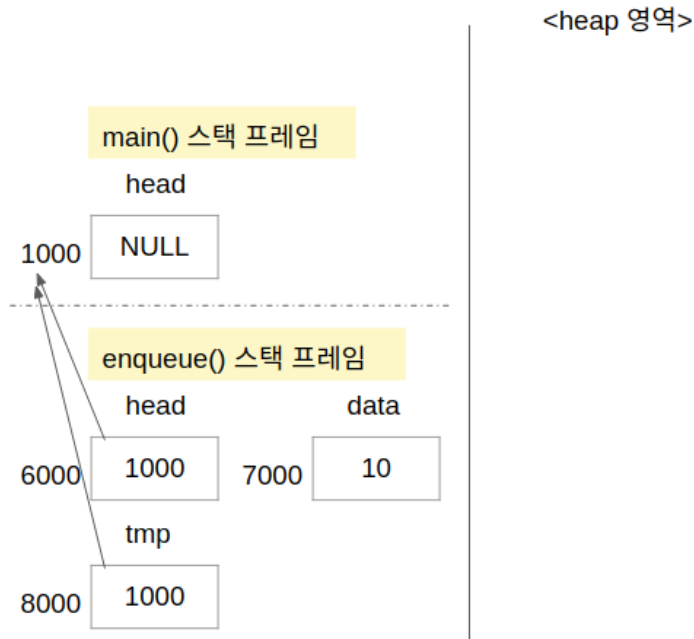 <heap 영역>
main() 스택 프레임
head
1000 NULL
enqueue() 스택 프레임
head data
6000 1000 7000 10
tmp
8000 1000